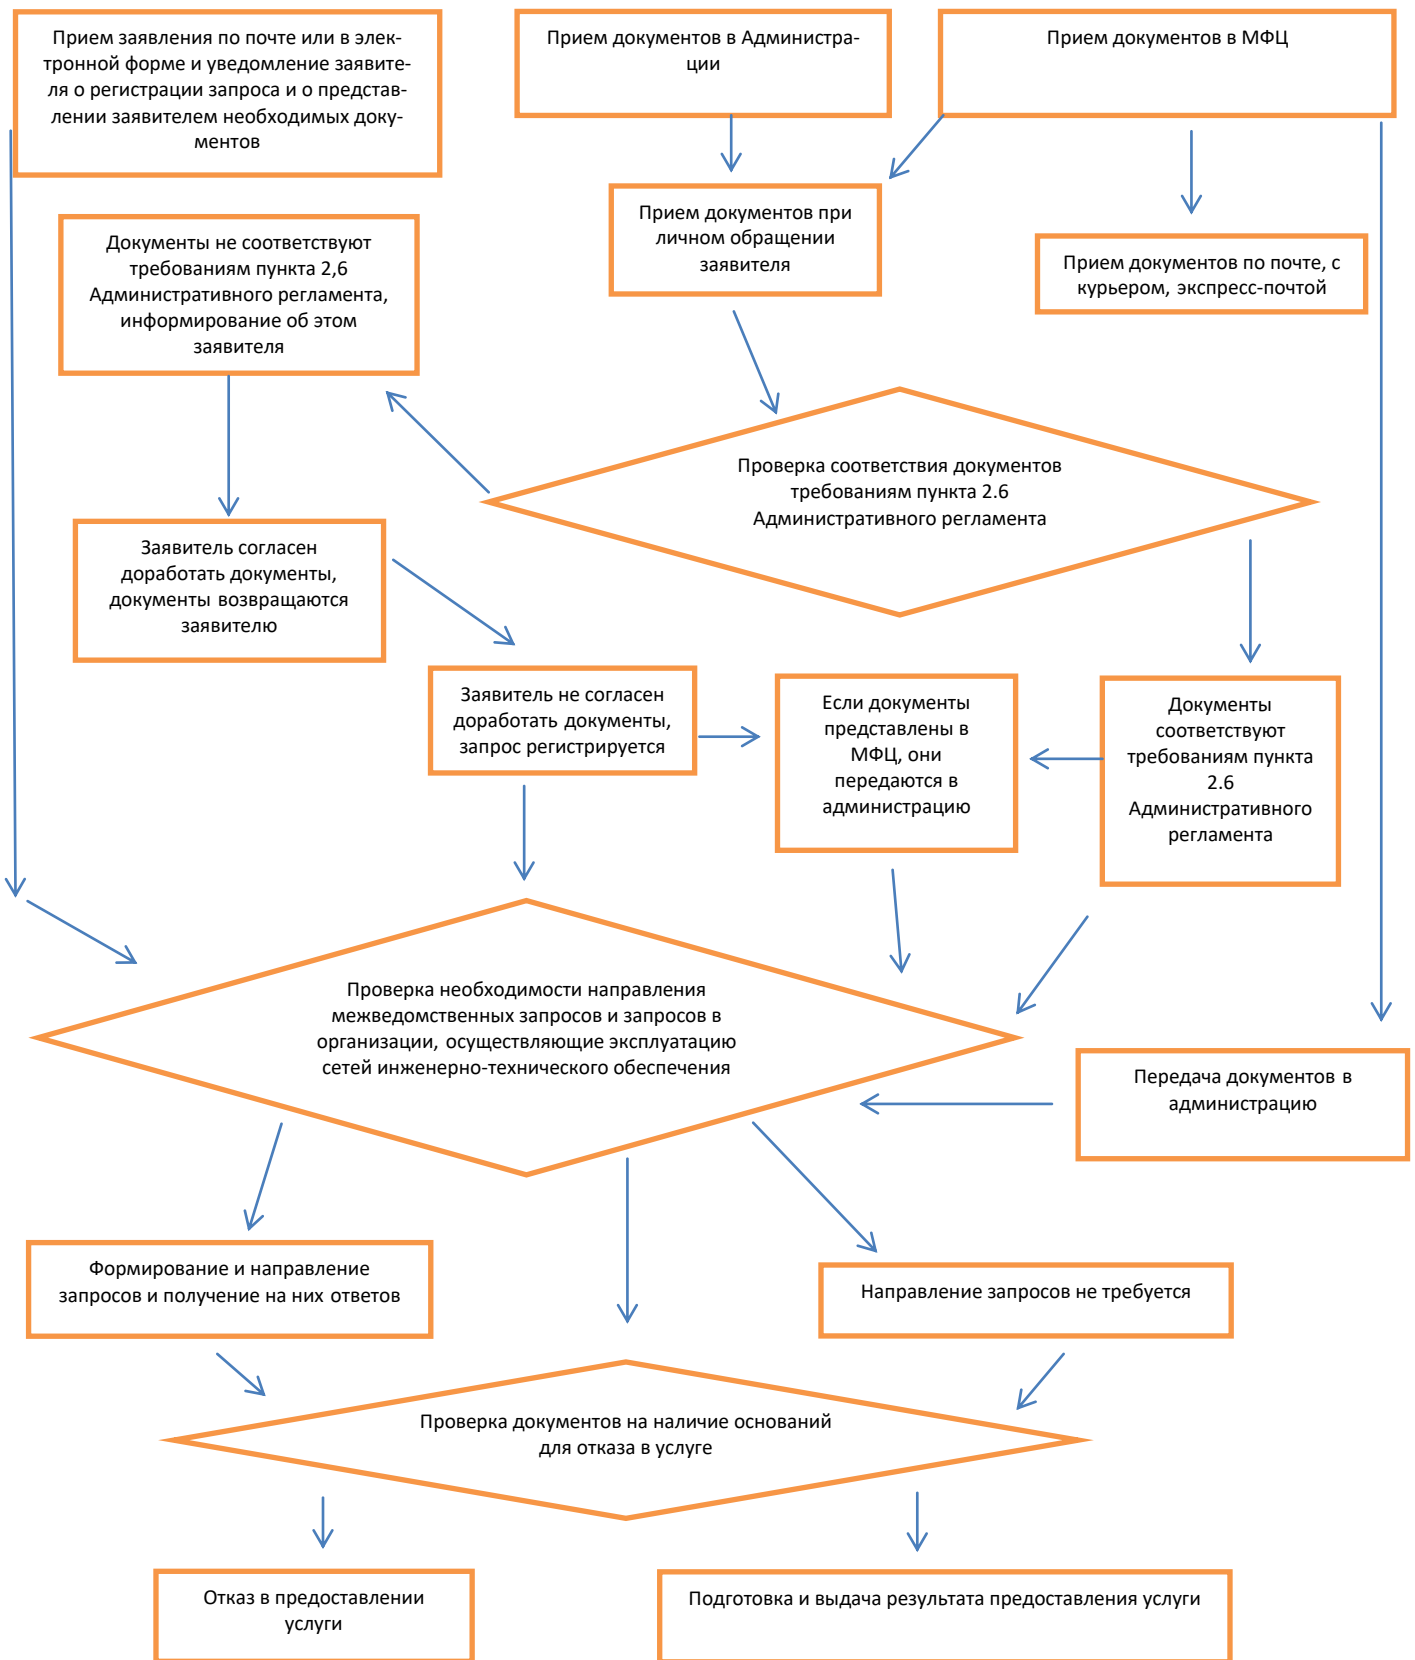 Прием заявления по почте или в элек-
тронной форме и уведомление заявите-
ля о регистрации запроса и о представ-
лении заявителем необходимых доку-
ментов
Прием документов в Администра-
ции
Прием документов в МФЦ
Прием документов при
личном обращении
заявителя
Документы не соответствуют
требованиям пункта 2,6
Административного регламента,
информирование об этом
заявителя
Прием документов по почте, с
курьером, экспресс-почтой
Проверка соответствия документов
требованиям пункта 2.6
Административного регламента
Заявитель согласен
доработать документы,
документы возвращаются
заявителю
Заявитель не согласен
доработать документы,
запрос регистрируется
Если документы
представлены в
МФЦ, они
передаются в
администрацию
Документы
соответствуют
требованиям пункта
2.6
Административного
регламента
Проверка необходимости направления
межведомственных запросов и запросов в
организации, осуществляющие эксплуатацию
сетей инженерно-технического обеспечения
Передача документов в
администрацию
Формирование и направление
запросов и получение на них ответов
Направление запросов не требуется
Проверка документов на наличие оснований
для отказа в услуге
Отказ в предоставлении
услуги
Подготовка и выдача результата предоставления услуги